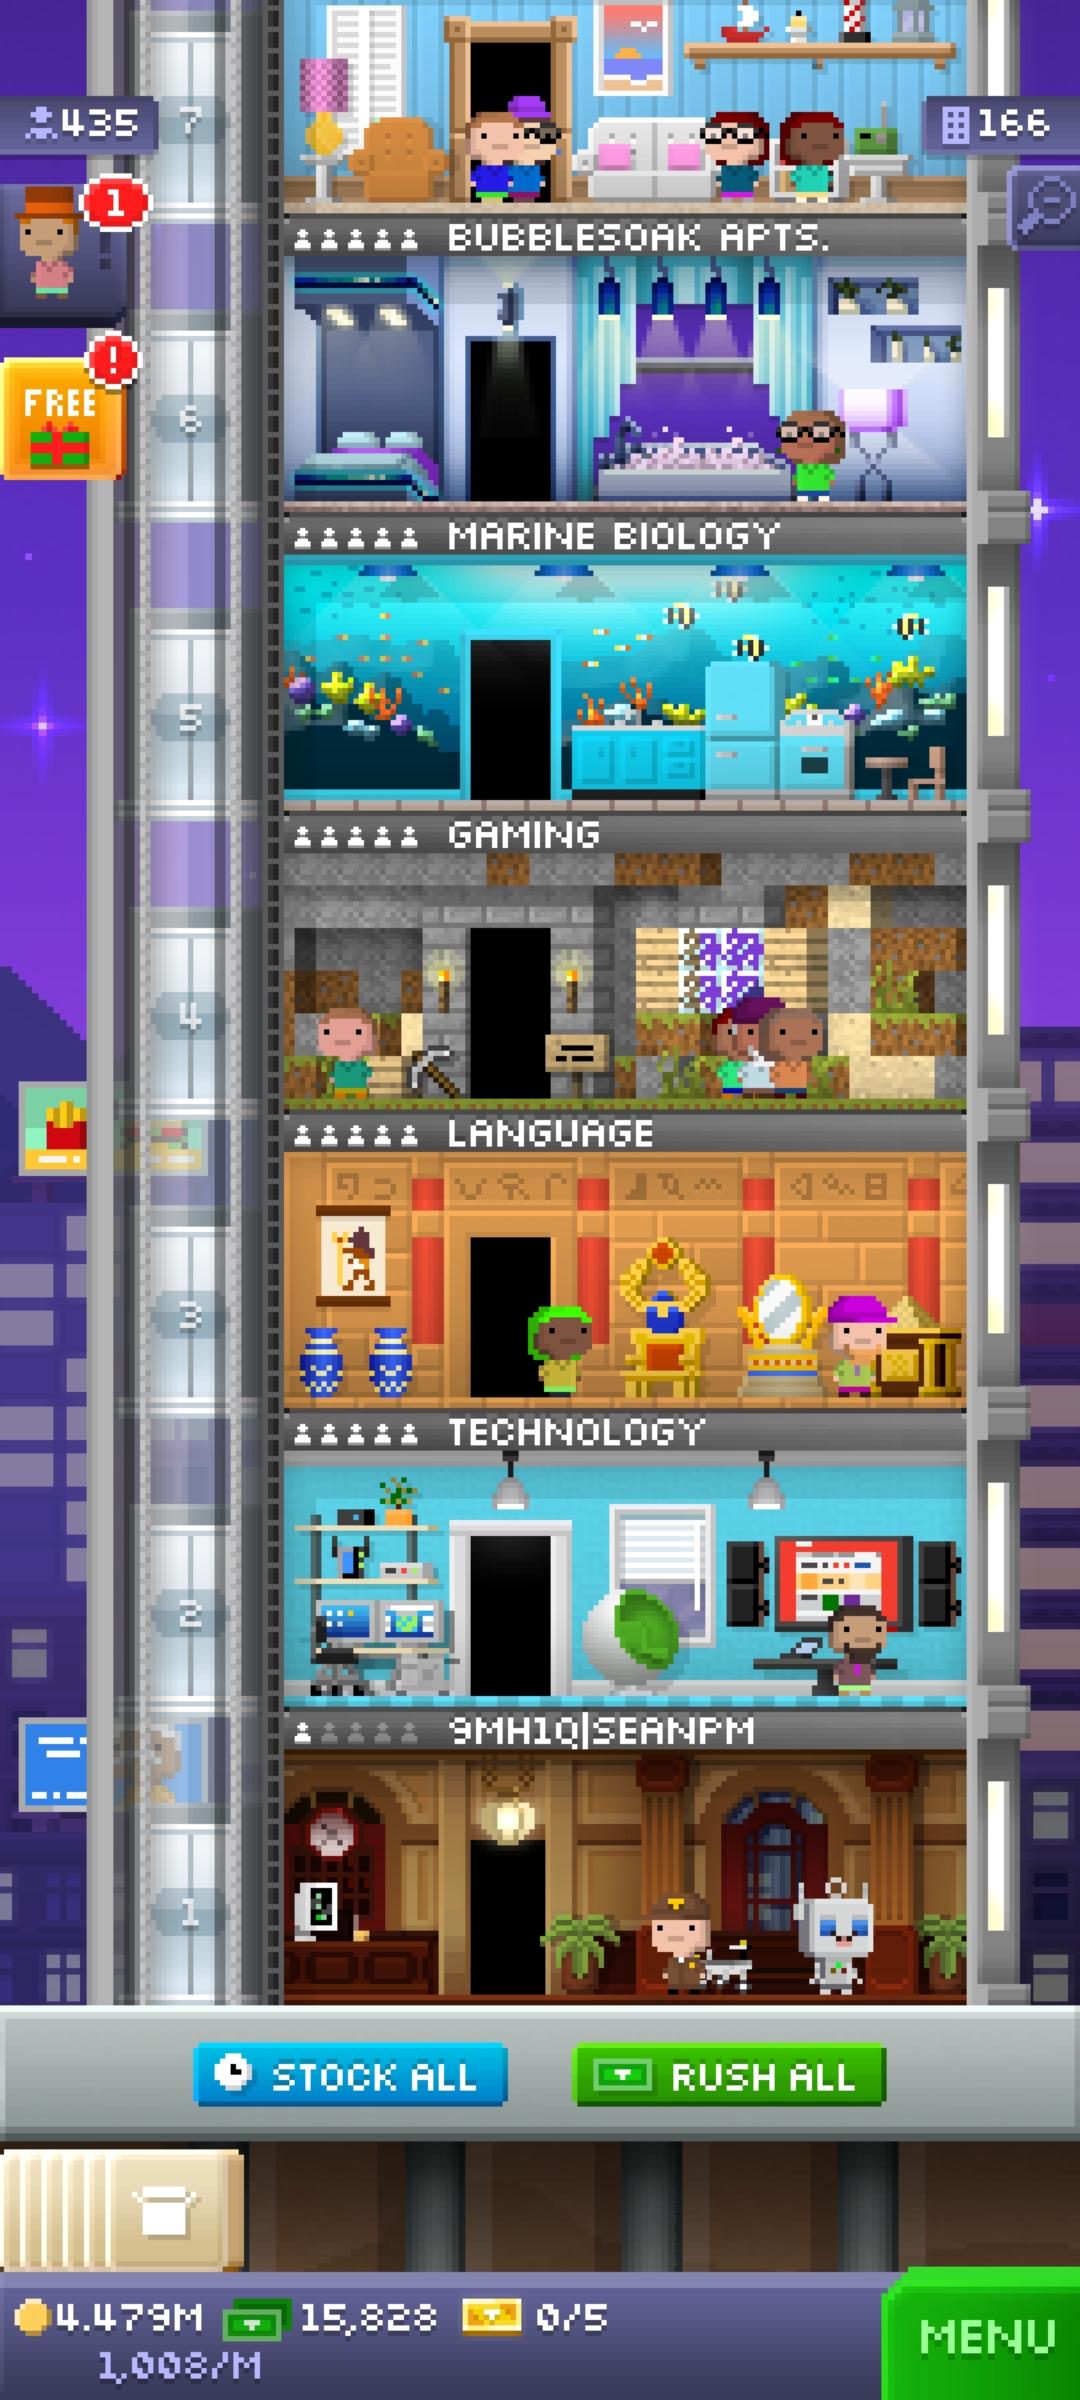 7
435
166
1
BUBBLESOAK APTS.
FREE
!
6
MARINE BIOLOGY
5
GAMING
4
LANGUAGE
3
TECHNOLOGY
2
9MH1Q|SEANPM
1
STOCK ALL
RUSH ALL
4.479M
15,828
0/5
1,008/M
MENU